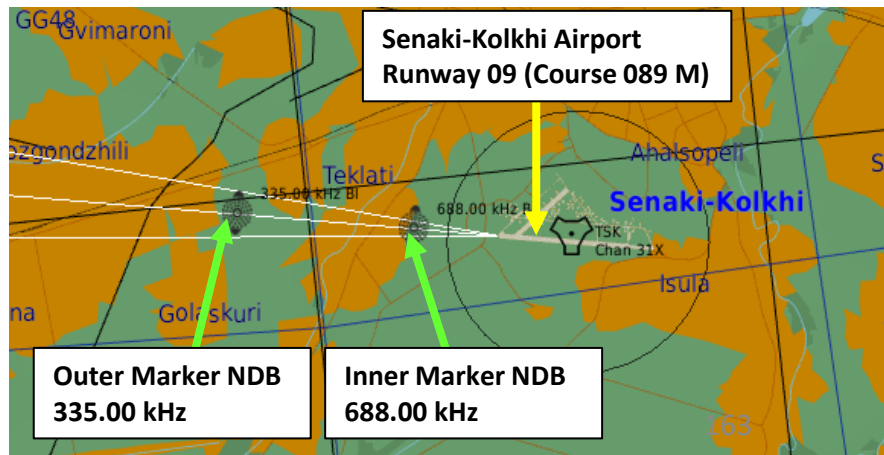 GG48
Gvimaroni
Senaki-Kolkhi Airport
Runway 09 (Course 089 M)
ozgondzhili
Teklati
Ahalsopeli
S
335.00 kHz BI
688.00 kHz B
Senaki-Kolkhi
TSK
Chan 31X
Isula
na
Golaskuri
Outer Marker NDB
335.00 kHz
Inner Marker NDB
688.00 kHz
163